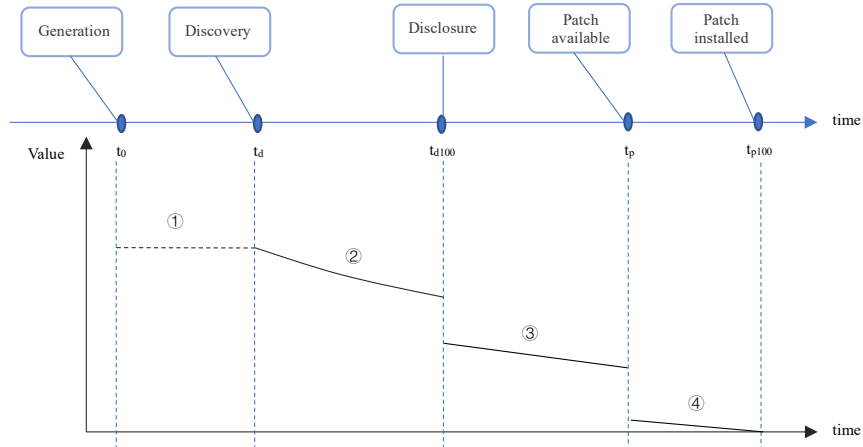 Generation
Discovery
Disclosure
Patch
available
Patch
installed
time
Value
t0
td
td100
tp
tp100
①
②
③
④
time